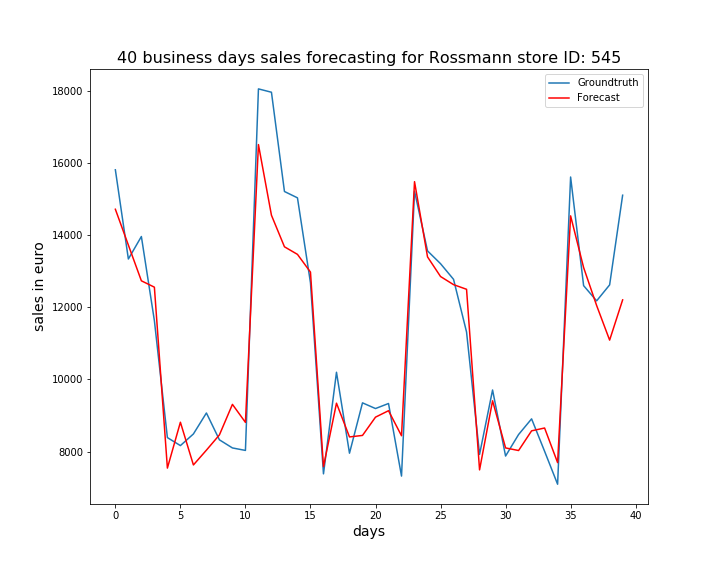 40 business days sales forecasting for Rossmann store ID: 545
Groundtruth
Forecast
18000
16000
14000
12000
10000
8000
sales in euro
0 5 10 15 20 25 30 35 40
days